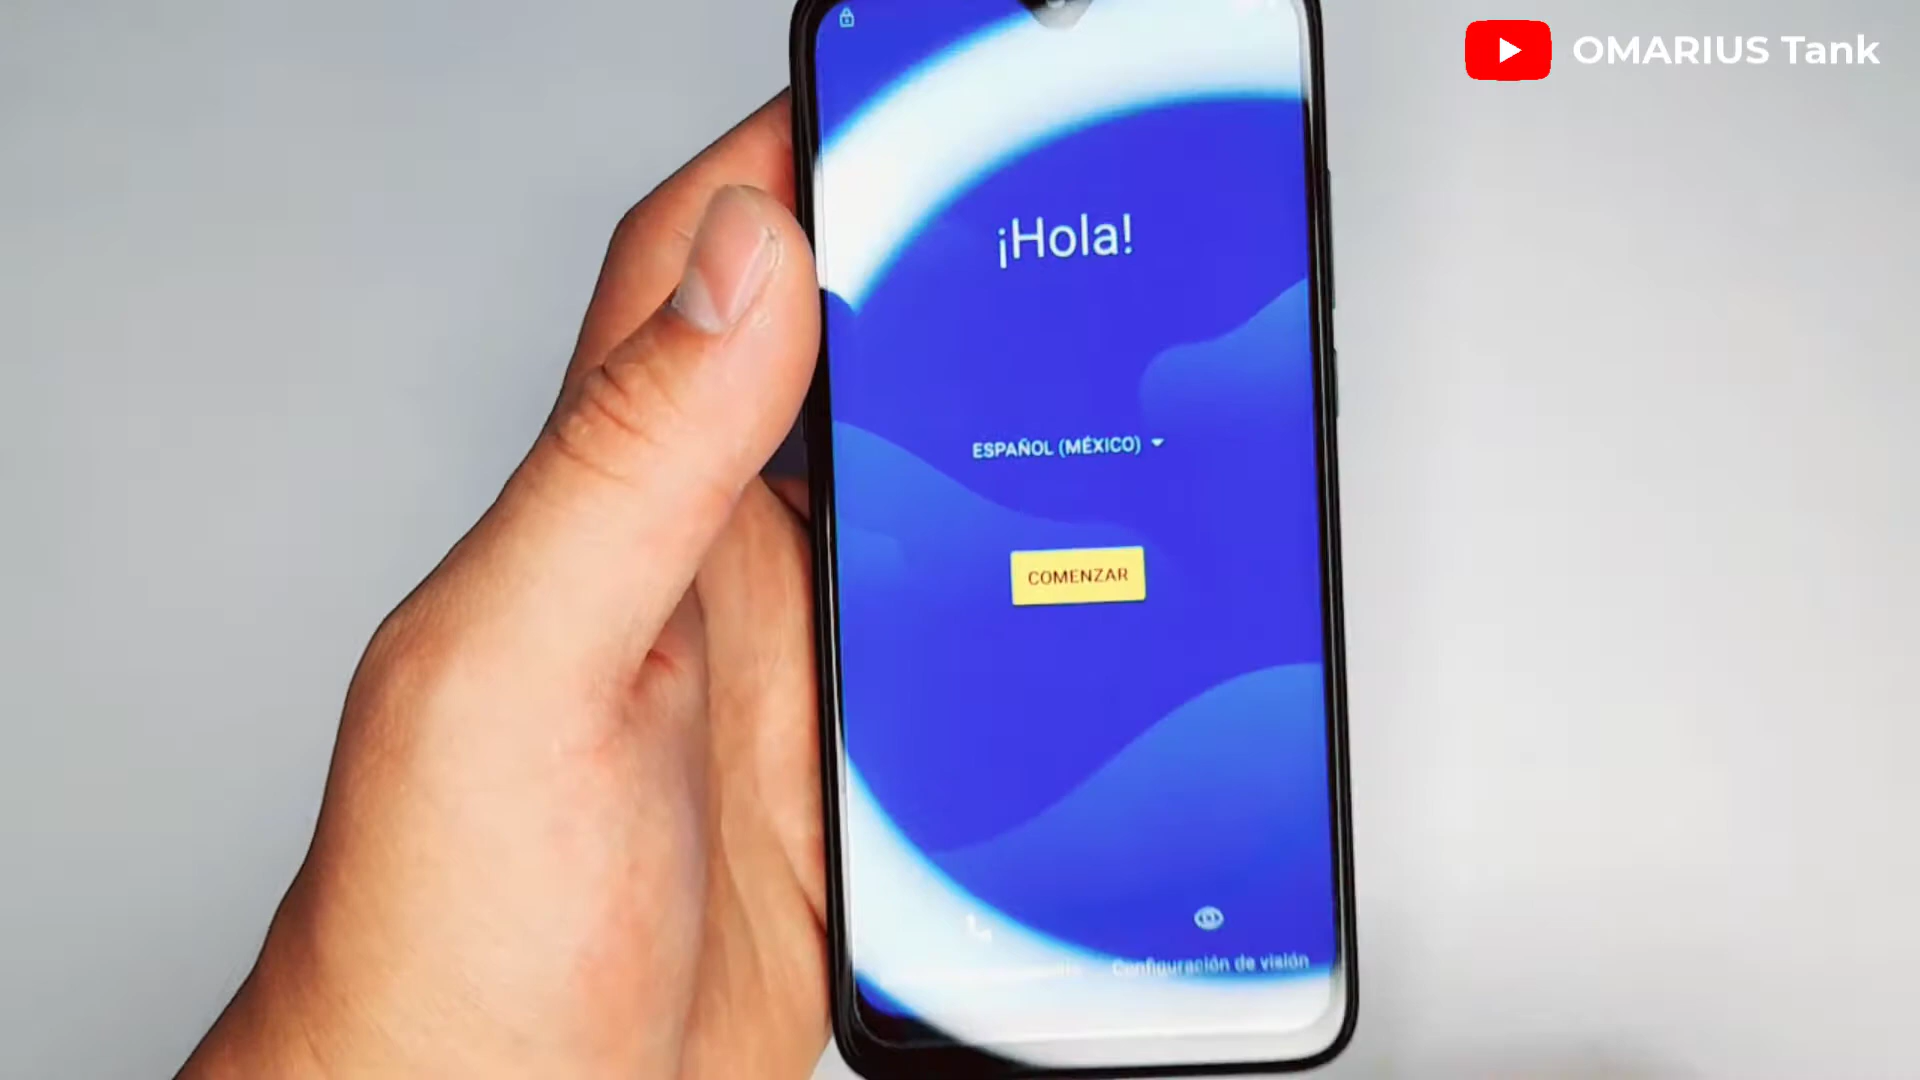 OMARIUS Tank
¡Hola!
ESPAÑOL (MÉXICO)
COMENZAR
Configuración de visión